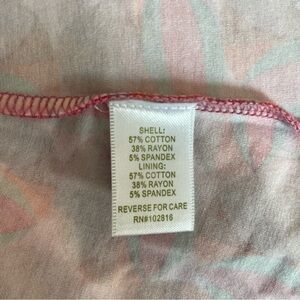 SHELL:
57% COTTON
38% RAYON
5% SPANDEX
LINING:
57% COTTON
38% RAYON
5% SPANDEX
REVERSE FOR CARE
RN#102816